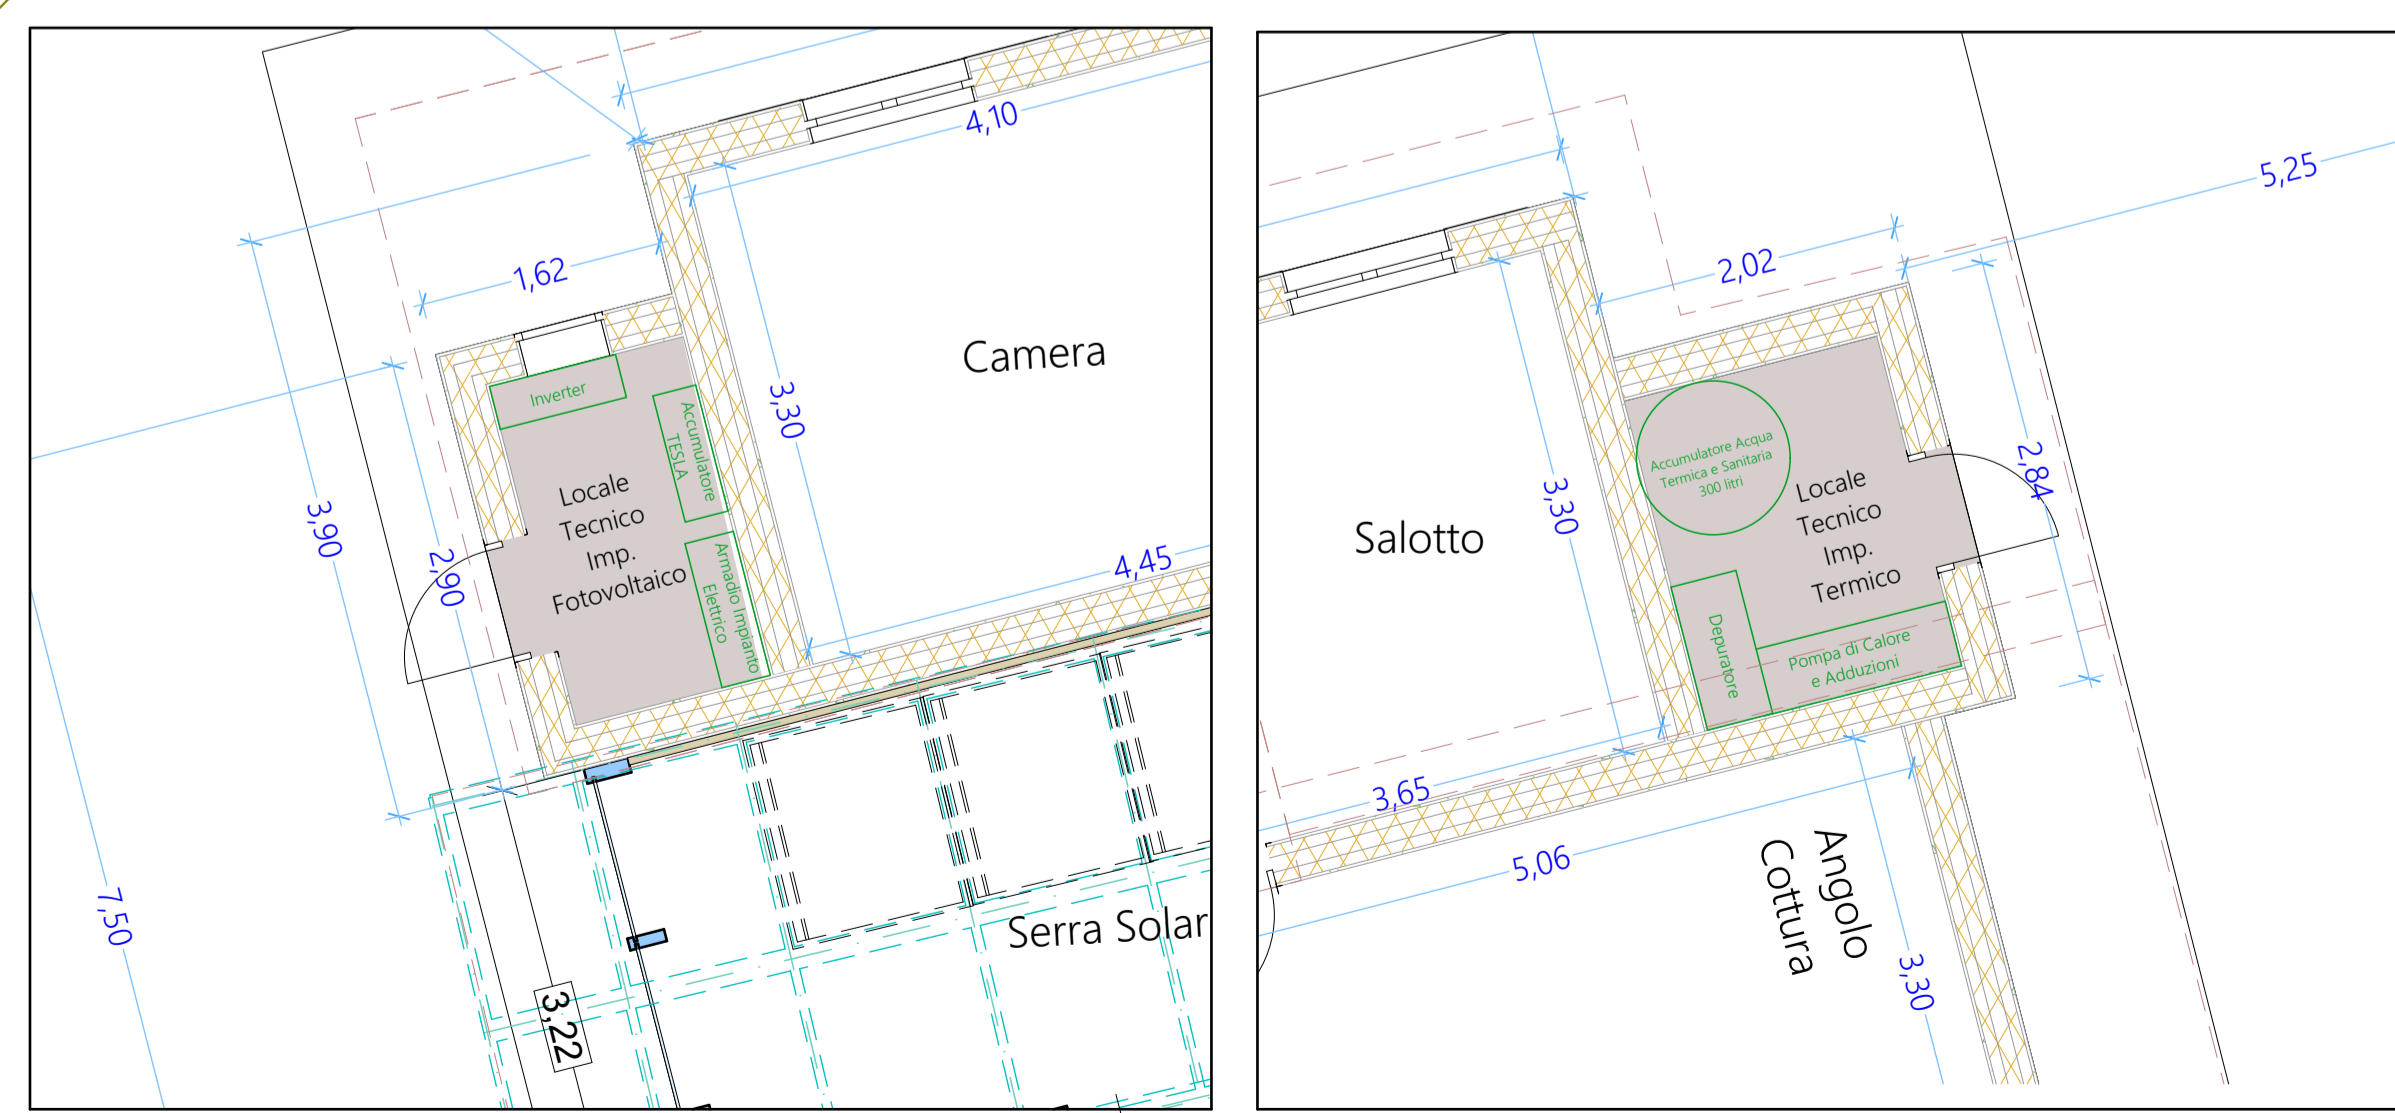 4,10
1,62
Camera
3,30
Inverter
Accumulatore
TESLA
Locale
Tecnico
Imp.
Fotovoltaico
3,90
2,90
Armadio Impianto
Elettrico
4,45
7,50
Serra Solar
3,22
5,25
2,02
Accumulatore Acqua
Termica e Sanitaria
300 litri
Locale
Tecnico
Imp.
Termico
2,84
3,30
Salotto
Depuratore
Pompa di Calore
e Adduzioni
3,65
5,06
Angolo
Cottura
3,30